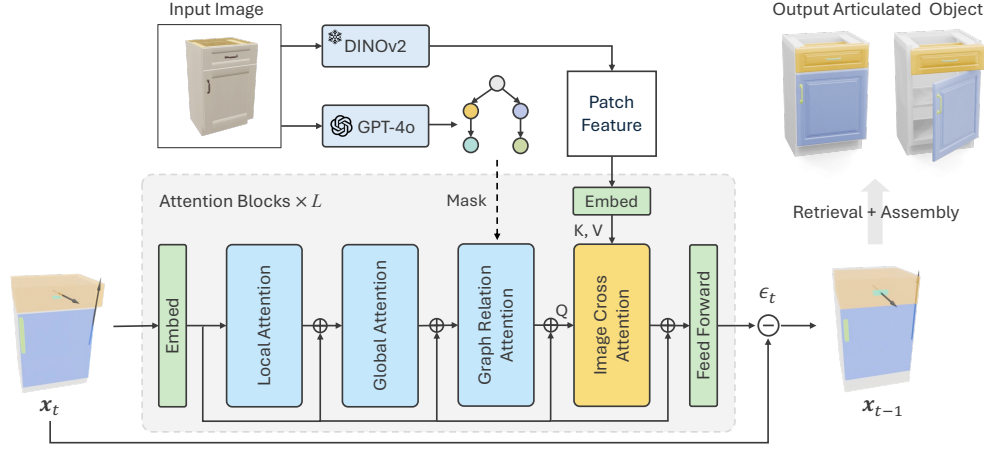 Input Image
Output Articulated Object
DINOv2
GPT-4o
Patch
Feature
Attention Blocks × L
Mask
Embed
K, V
Retrieval + Assembly
Embed
Local Attention
Global Attention
Graph Relation
Attention
Q
Image Cross
Attention
Feed Forward
ϵₜ
xₜ
xₜ₋₁